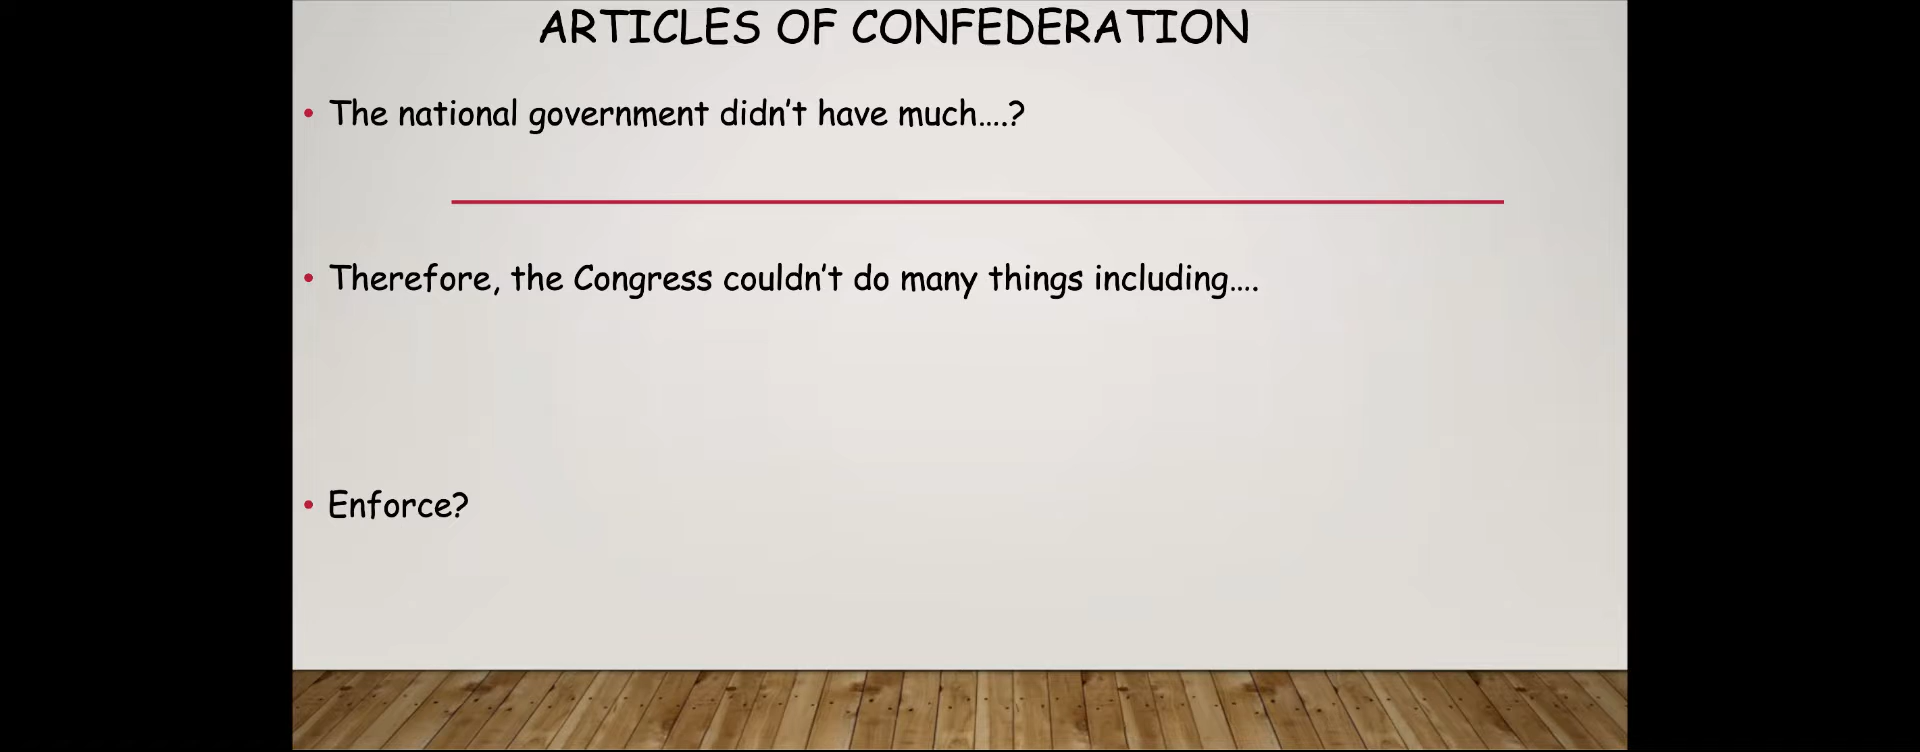 ARTICLES OF CONFEDERATION
• The national government didn't have much....?
• Therefore, the Congress couldn't do many things including....
• Enforce?